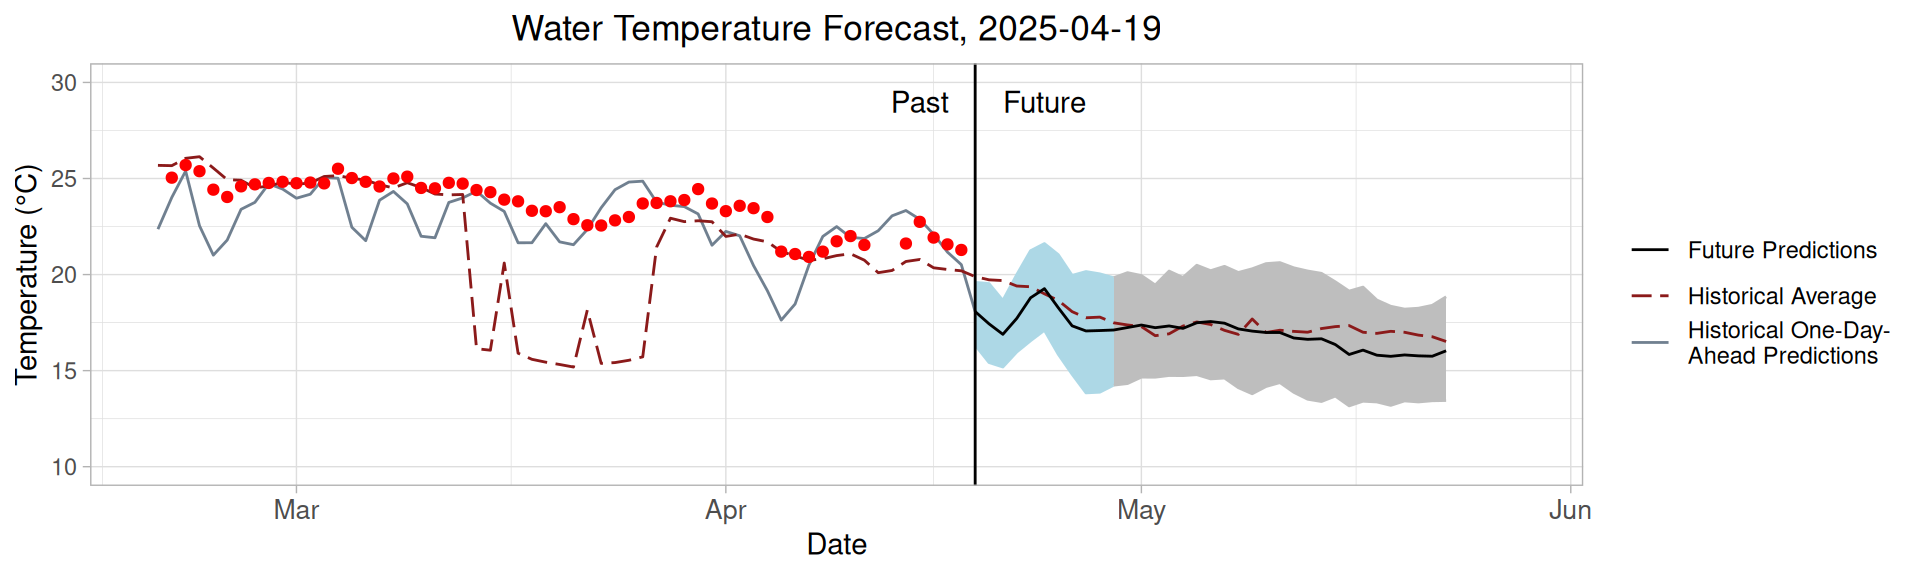 Water Temperature Forecast, 2025-04-19
30
25
20
15
10
Temperature (°C)
Past
Future
Mar
Apr
May
Jun
Date
Future Predictions
Historical Average
Historical One-Day-
Ahead Predictions